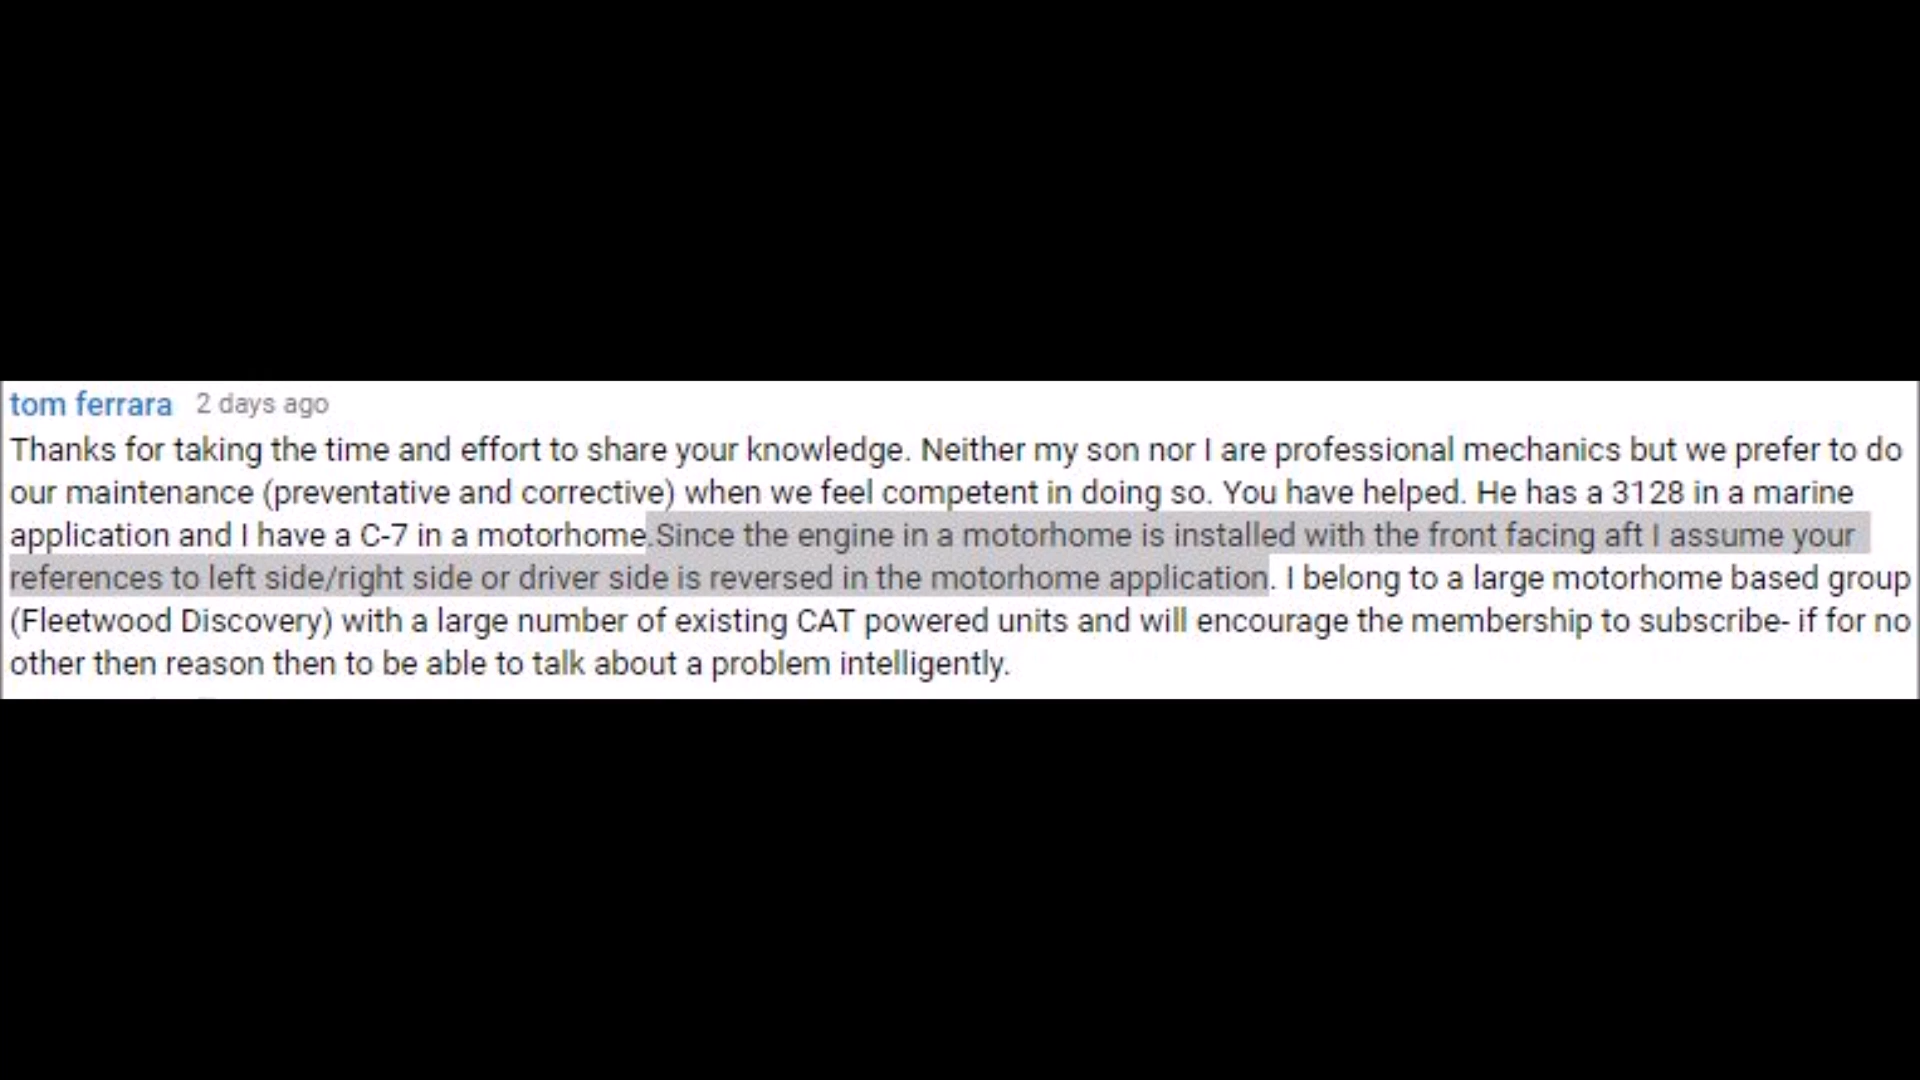 tom ferrara 2 days ago
Thanks for taking the time and effort to share your knowledge. Neither my son nor I are professional mechanics but we prefer to do
our maintenance (preventative and corrective) when we feel competent in doing so. You have helped. He has a 3128 in a marine
application and I have a C-7 in a motorhome.Since the engine in a motorhome is installed with the front facing aft I assume your
references to left side/right side or driver side is reversed in the motorhome application. I belong to a large motorhome based group
(Fleetwood Discovery) with a large number of existing CAT powered units and will encourage the membership to subscribe- if for no
other then reason then to be able to talk about a problem intelligently.